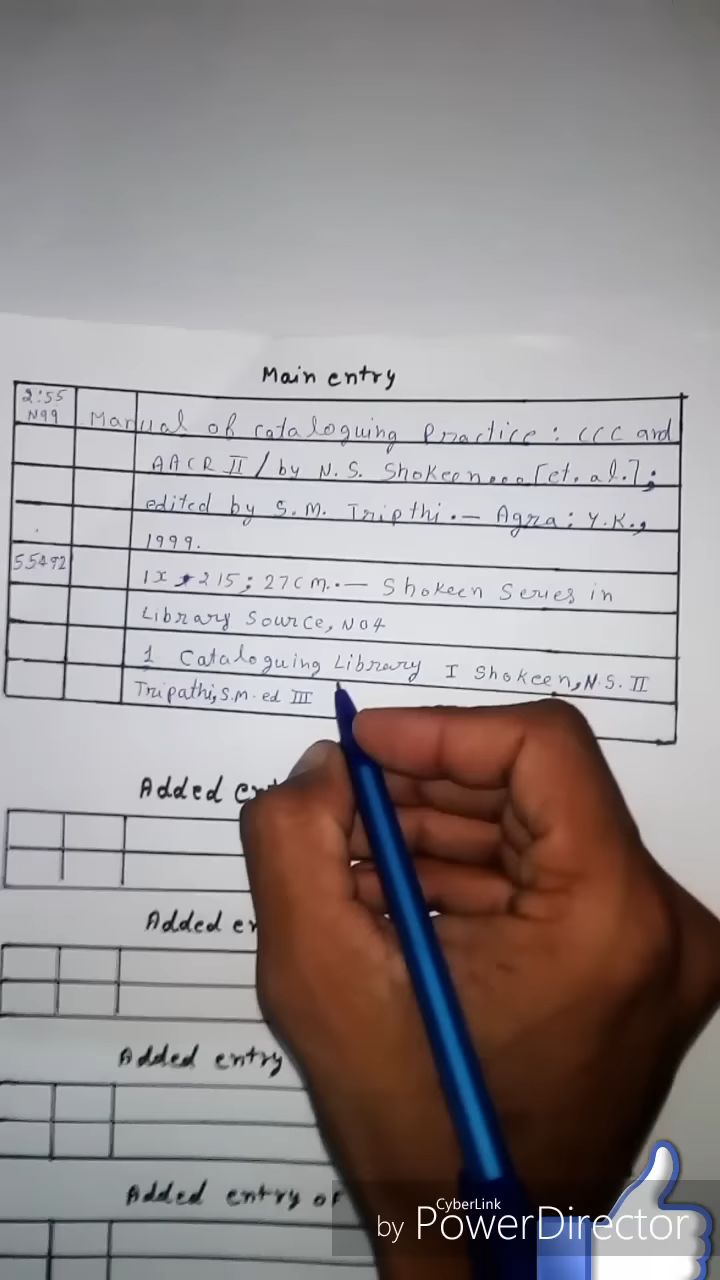 Main entry
2:55
N99 Manual of cataloguing Practice : CCC and
AACR II / by N. S. Shokeen... [et. al.];
edited by S. M. Tripthi. — Agra : Y.K.,
1999.
55492
ix, 215 ; 27cm. — Shokeen Series in
Library Source, No4
1 Cataloguing Library I Shokeen, N.S. II
Tripathi, S.M. ed III
Added
Added
Added entry
Added entry of
CyberLink
by PowerDirector